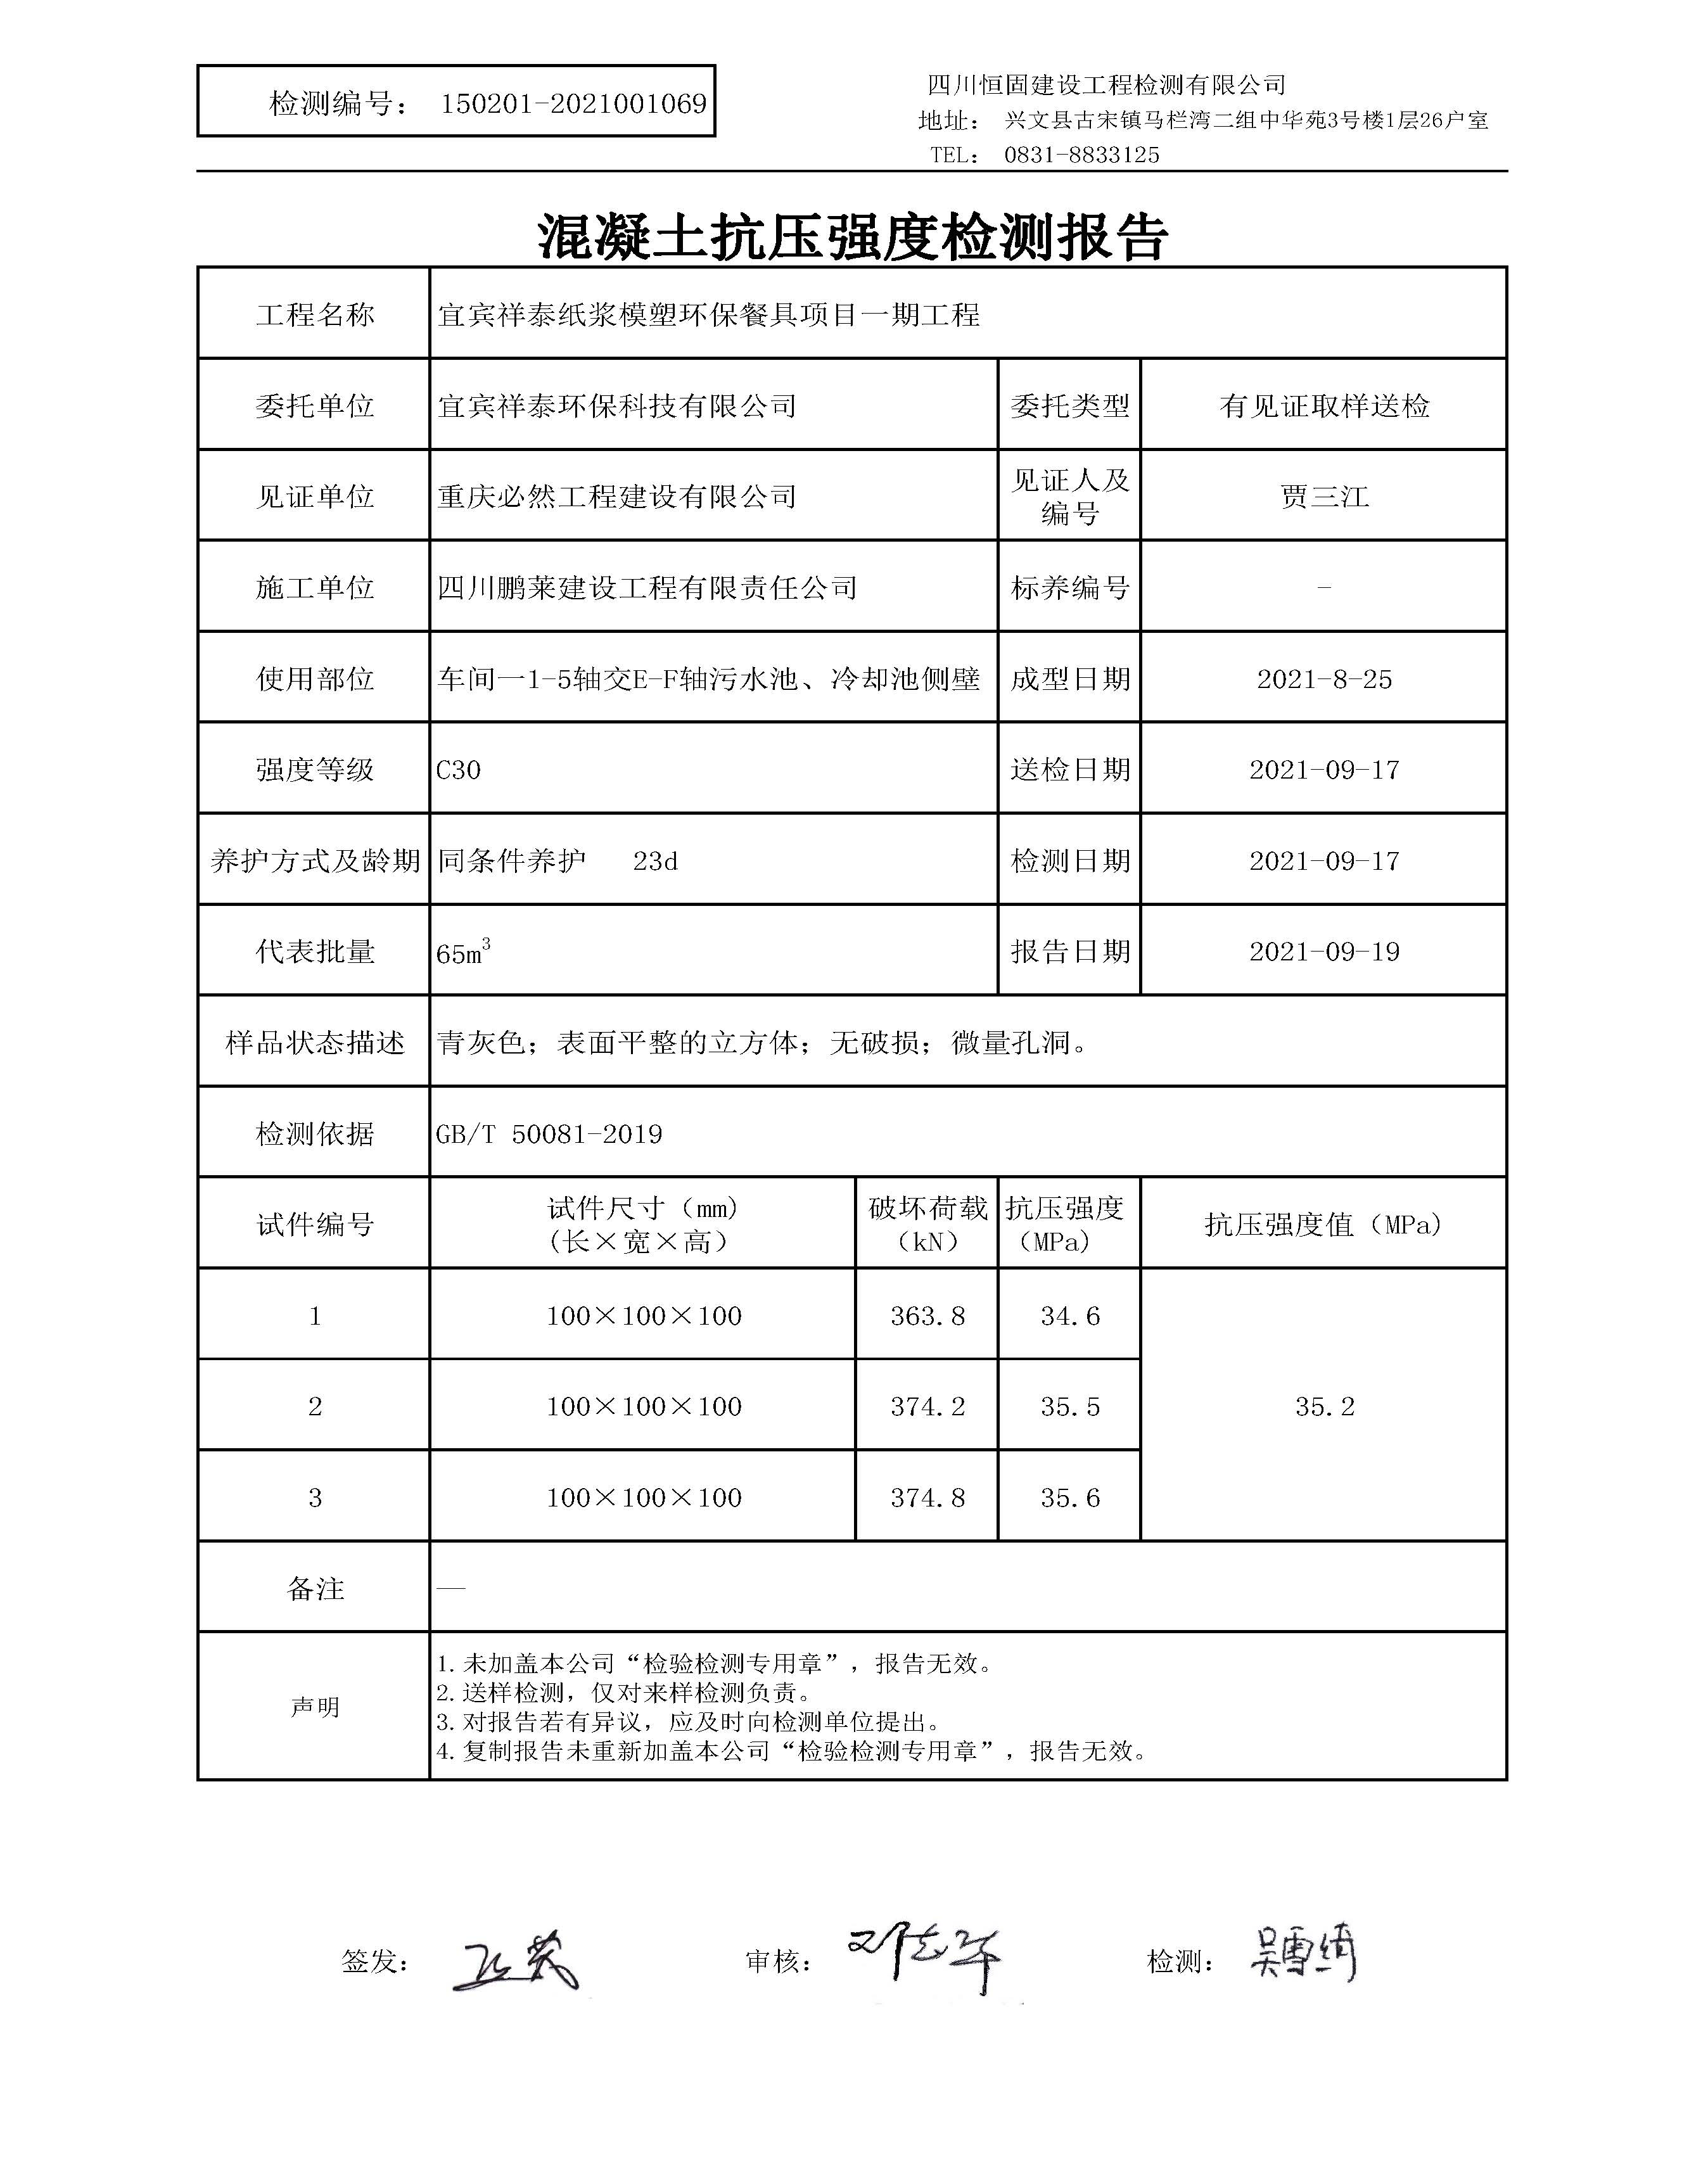 检测编号： 150201-2021001069
四川恒固建设工程检测有限公司
地址： 兴文县古宋镇马栏湾二组中华苑3号楼1层26户室
TEL： 0831-8833125
混凝土抗压强度检测报告
工程名称 宜宾祥泰纸浆模塑环保餐具项目一期工程
委托单位 宜宾祥泰环保科技有限公司 委托类型 有见证取样送检
见证单位 重庆必然工程建设有限公司 见证人及编号 贾三江
施工单位 四川鹏莱建设工程有限责任公司 标养编号 -
使用部位 车间一1-5轴交E-F轴污水池、冷却池侧壁 成型日期 2021-8-25
强度等级 C30 送检日期 2021-09-17
养护方式及龄期 同条件养护 23d 检测日期 2021-09-17
代表批量 65m³ 报告日期 2021-09-19
样品状态描述 青灰色；表面平整的立方体；无破损；微量孔洞。
检测依据 GB/T 50081-2019
试件编号 试件尺寸（mm）(长×宽×高） 破坏荷载（kN） 抗压强度（MPa) 抗压强度值（MPa)
1 100×100×100 363.8 34.6
2 100×100×100 374.2 35.5 35.2
3 100×100×100 374.8 35.6
备注 —
声明
1.未加盖本公司“检验检测专用章”，报告无效。
2.送样检测，仅对来样检测负责。
3.对报告若有异议，应及时向检测单位提出。
4.复制报告未重新加盖本公司“检验检测专用章”，报告无效。
签发： 审核： 检测： 吴雪绮